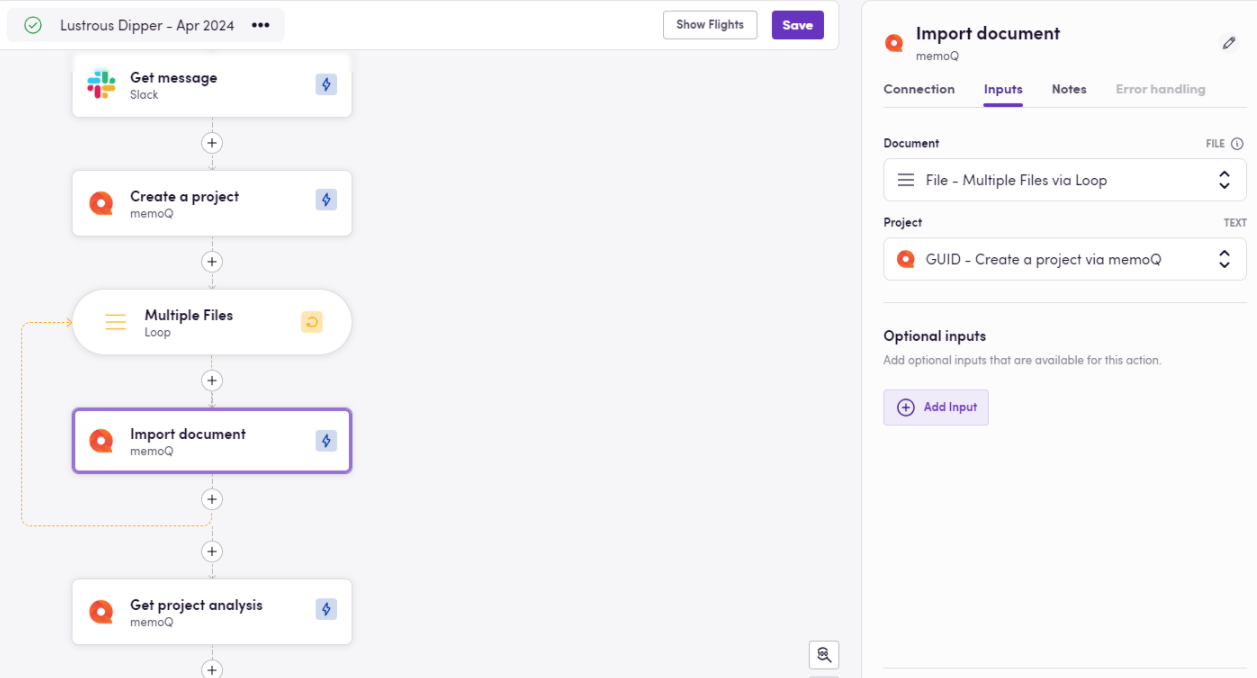 Lustrous Dipper - Apr 2024
Show Flights
Save
Get message
Slack
Create a project
memoQ
Multiple Files
Loop
Import document
memoQ
Get project analysis
memoQ
Import document
memoQ
Connection
Inputs
Notes
Error handling
Document
FILE
File - Multiple Files via Loop
Project
TEXT
GUID - Create a project via memoQ
Optional inputs
Add optional inputs that are available for this action.
Add Input